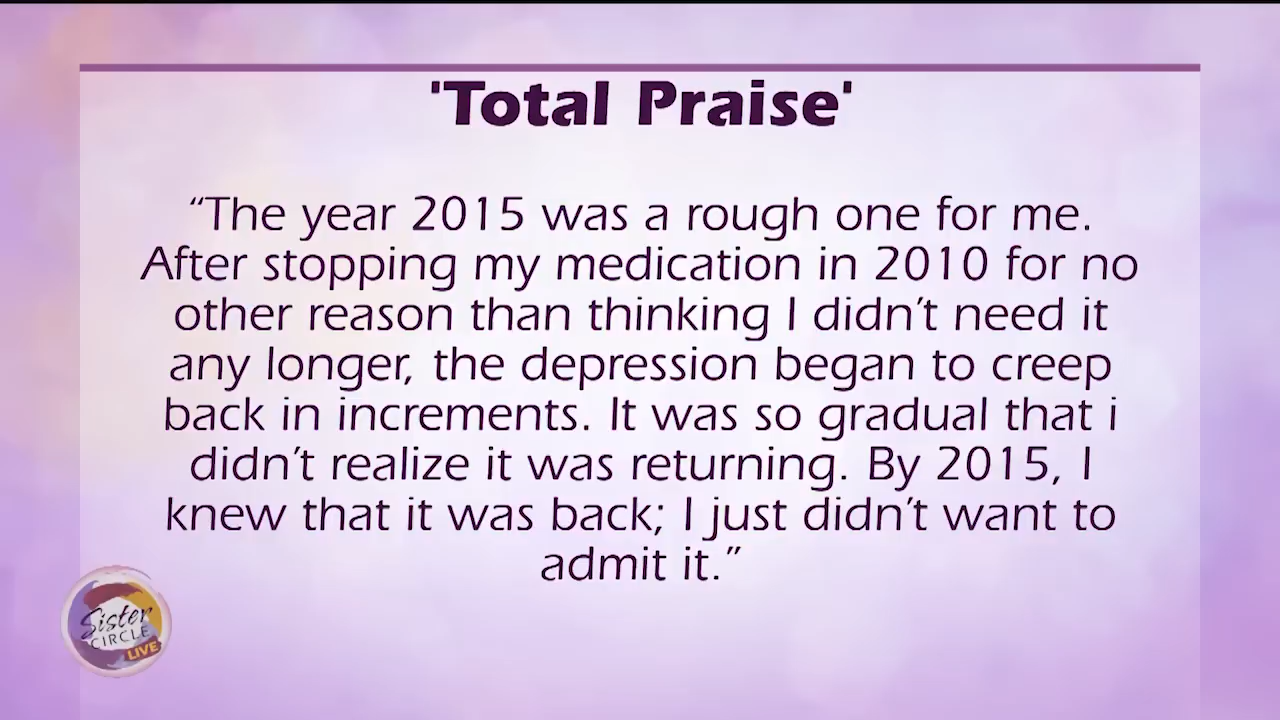 'Total Praise'
“The year 2015 was a rough one for me.
After stopping my medication in 2010 for no
other reason than thinking I didn’t need it
any longer, the depression began to creep
back in increments. It was so gradual that i
didn’t realize it was returning. By 2015, I
knew that it was back; I just didn’t want to
admit it.”
Sister
CIRCLE
LIVE